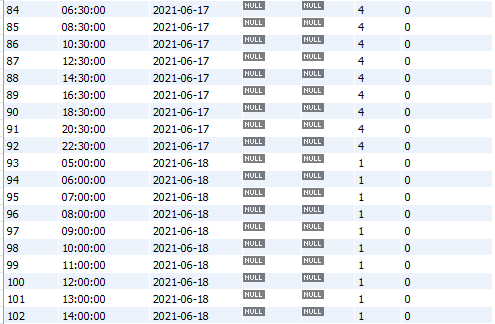 84 06:30:00 2021-06-17 NULL NULL 4 0
85 08:30:00 2021-06-17 NULL NULL 4 0
86 10:30:00 2021-06-17 NULL NULL 4 0
87 12:30:00 2021-06-17 NULL NULL 4 0
88 14:30:00 2021-06-17 NULL NULL 4 0
89 16:30:00 2021-06-17 NULL NULL 4 0
90 18:30:00 2021-06-17 NULL NULL 4 0
91 20:30:00 2021-06-17 NULL NULL 4 0
92 22:30:00 2021-06-17 NULL NULL 4 0
93 05:00:00 2021-06-18 NULL NULL 1 0
94 06:00:00 2021-06-18 NULL NULL 1 0
95 07:00:00 2021-06-18 NULL NULL 1 0
96 08:00:00 2021-06-18 NULL NULL 1 0
97 09:00:00 2021-06-18 NULL NULL 1 0
98 10:00:00 2021-06-18 NULL NULL 1 0
99 11:00:00 2021-06-18 NULL NULL 1 0
100 12:00:00 2021-06-18 NULL NULL 1 0
101 13:00:00 2021-06-18 NULL NULL 1 0
102 14:00:00 2021-06-18 NULL NULL 1 0